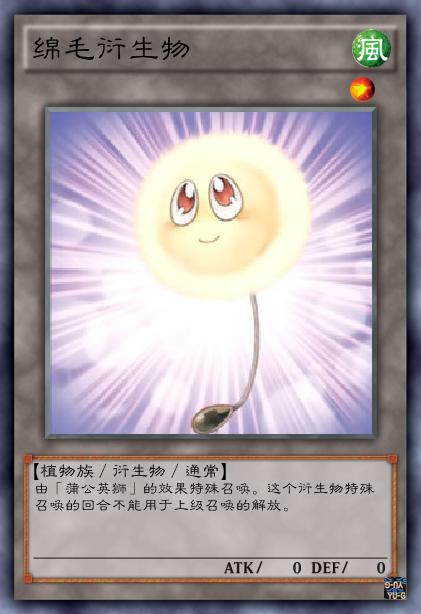 绵毛衍生物
風
【植物族／衍生物／通常】
由「蒲公英狮」的效果特殊召唤。这个衍生物特殊
召唤的回合不能用于上级召唤的解放。
ATK/ 0 DEF/ 0